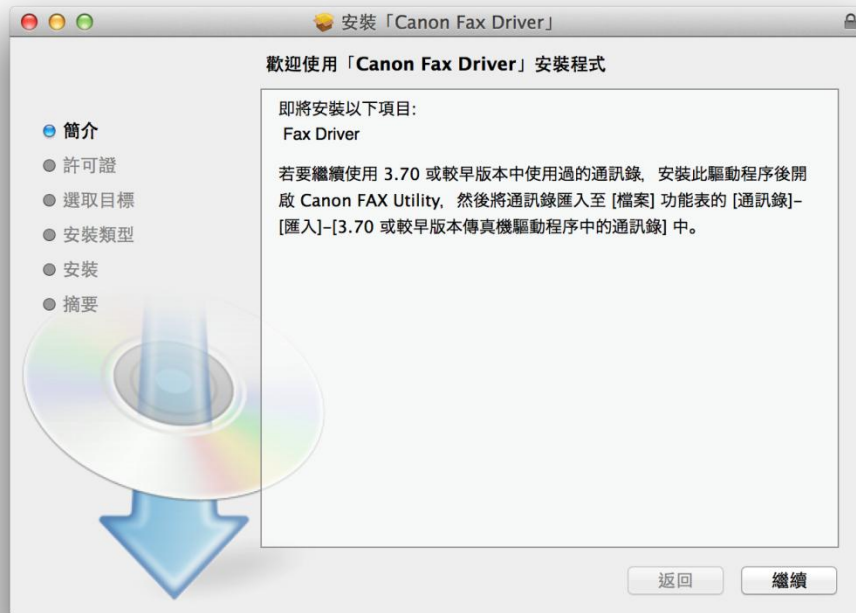 安裝「Canon Fax Driver」
歡迎使用「Canon Fax Driver」安裝程式
簡介
許可證
選取目標
安裝類型
安裝
摘要
即將安裝以下項目:
Fax Driver
若要繼續使用 3.70 或較早版本中使用過的通訊錄，安裝此驅動程序後開
啟 Canon FAX Utility，然後將通訊錄匯入至 [檔案] 功能表的 [通訊錄]–
[匯入]–[3.70 或較早版本傳真機驅動程序中的通訊錄] 中。
返回
繼續